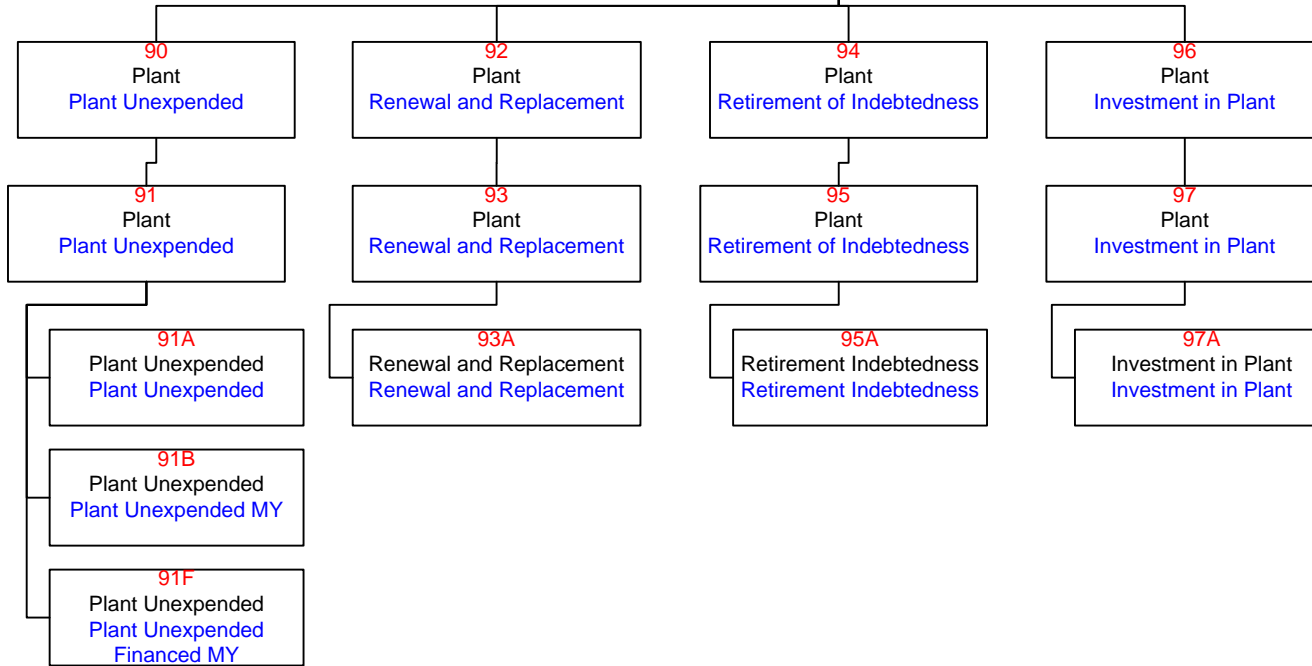 90
Plant
Plant Unexpended
92
Plant
Renewal and Replacement
94
Plant
Retirement of Indebtedness
96
Plant
Investment in Plant
91
Plant
Plant Unexpended
93
Plant
Renewal and Replacement
95
Plant
Retirement of Indebtedness
97
Plant
Investment in Plant
91A
Plant Unexpended
Plant Unexpended
93A
Renewal and Replacement
Renewal and Replacement
95A
Retirement Indebtedness
Retirement Indebtedness
97A
Investment in Plant
Investment in Plant
91B
Plant Unexpended
Plant Unexpended MY
91F
Plant Unexpended
Plant Unexpended
Financed MY